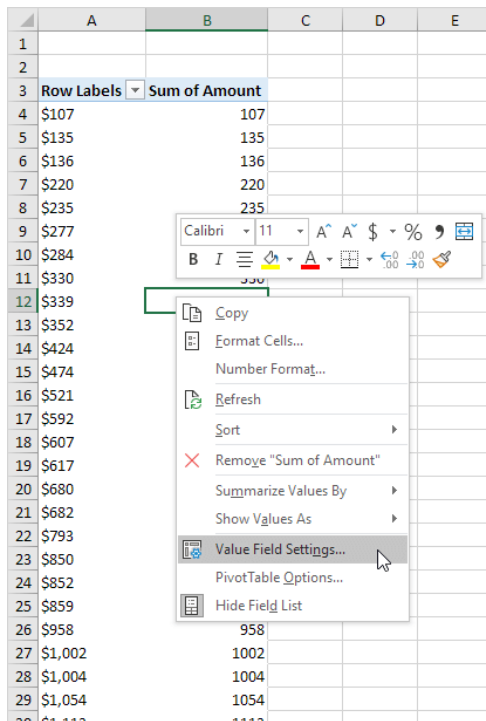 A B C D E
1
2
3 Row Labels Sum of Amount
4 $107 107
5 $135 135
6 $136 136
7 $220 220
8 $235 235
9 $277 Calibri 11 A A $ % 9
10 $284 B I A .00 .00
11 $330 330
12 $339 Copy
13 $352 Format Cells...
14 $424 Number Format...
15 $474
16 $521 Refresh
17 $592 Sort
18 $607 Remove "Sum of Amount"
19 $617
20 $680 Summarize Values By
21 $682 Show Values As
22 $793 Value Field Settings...
23 $850
24 $852 PivotTable Options...
25 $859 Hide Field List
26 $958 958
27 $1,002 1002
28 $1,004 1004
29 $1,054 1054